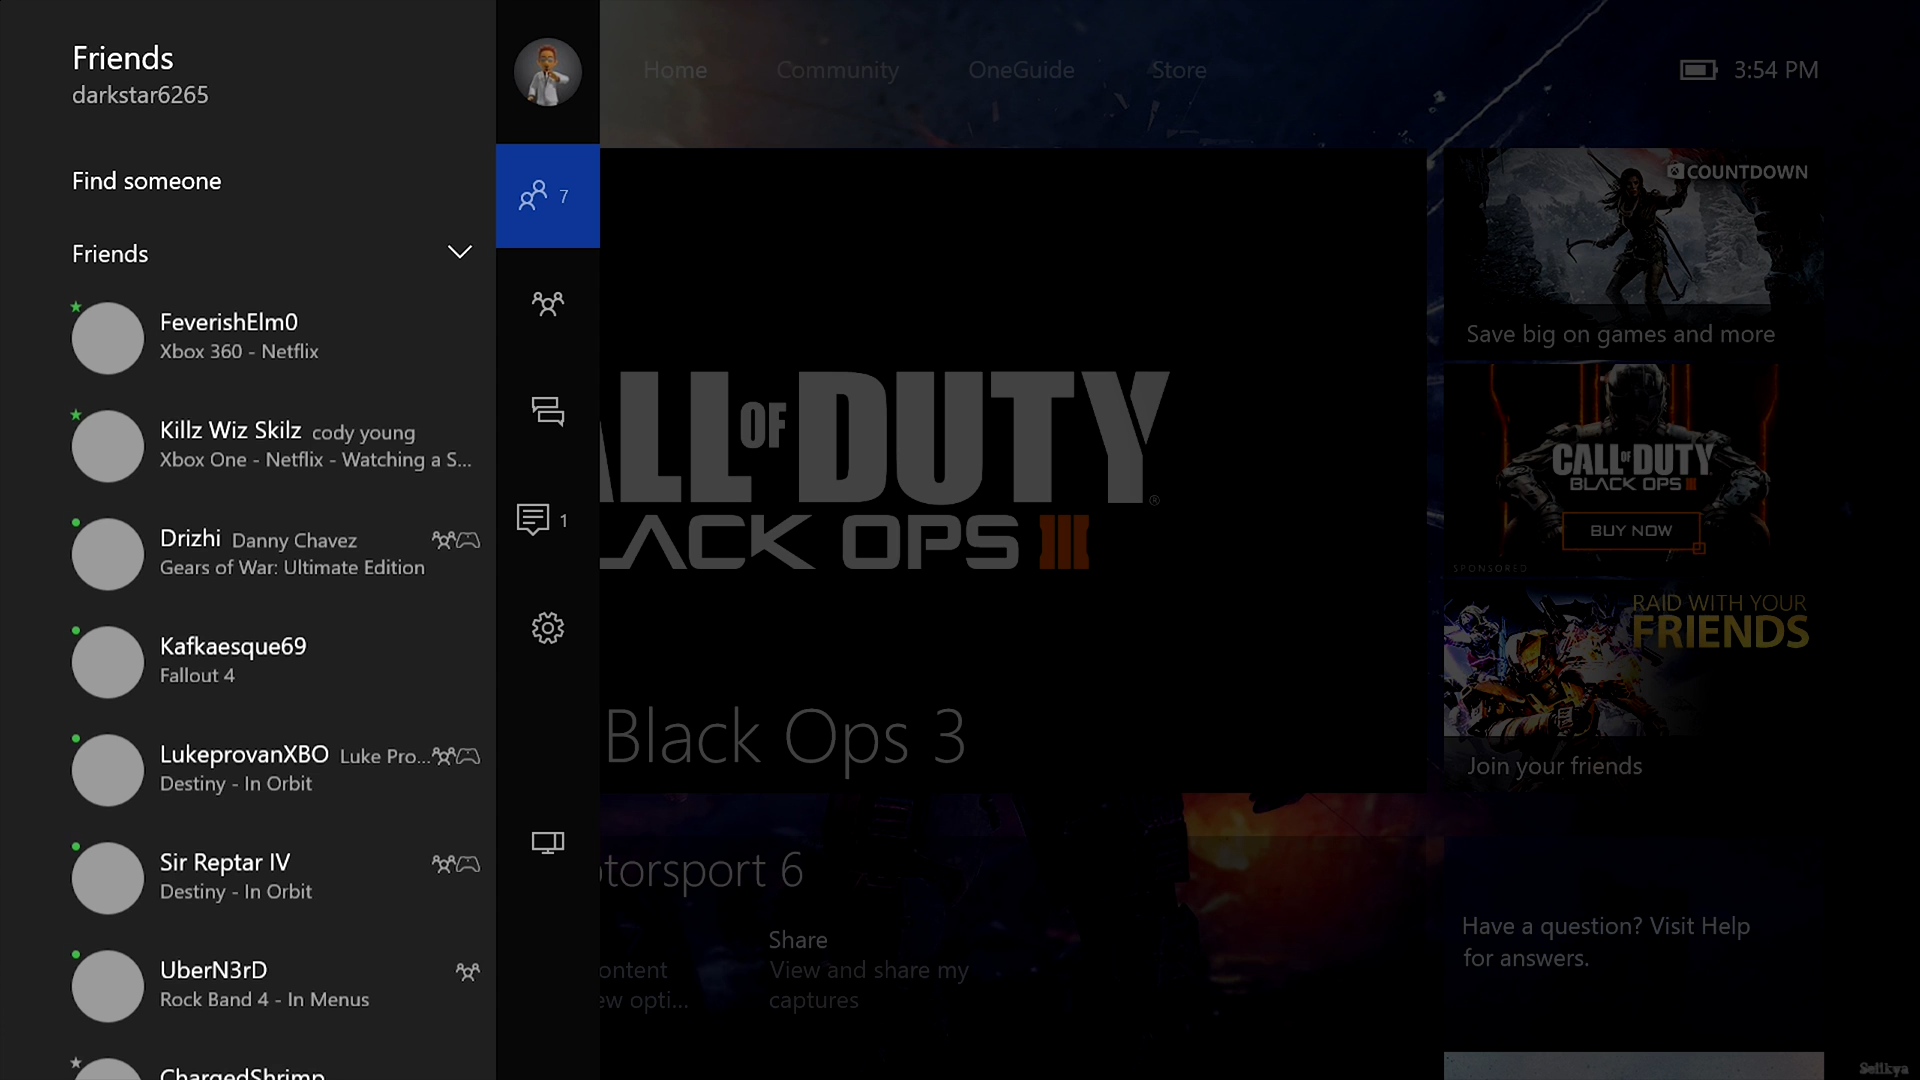 Friends
darkstar6265
Find someone
Friends
FeverishElm0
Xbox 360 - Netflix
Killz Wiz Skilz cody young
Xbox One - Netflix - Watching a S...
Drizhi Danny Chavez
Gears of War: Ultimate Edition
Kafkaesque69
Fallout 4
LukeprovanXBO Luke Pro...
Destiny - In Orbit
Sir Reptar IV
Destiny - In Orbit
UberN3rD
Rock Band 4 - In Menus
ChargedShrimp
7
1
Home Community OneGuide Store
3:54 PM
ALL OF DUTY®
LACK OPS III
Black Ops 3
torsport 6
ontent
ew opti...
Share
View and share my
captures
COUNTDOWN
Save big on games and more
CALL OF DUTY
BLACK OPS III
BUY NOW
SPONSORED
RAID WITH YOUR
FRIENDS
Join your friends
Have a question? Visit Help
for answers.
Sellkya